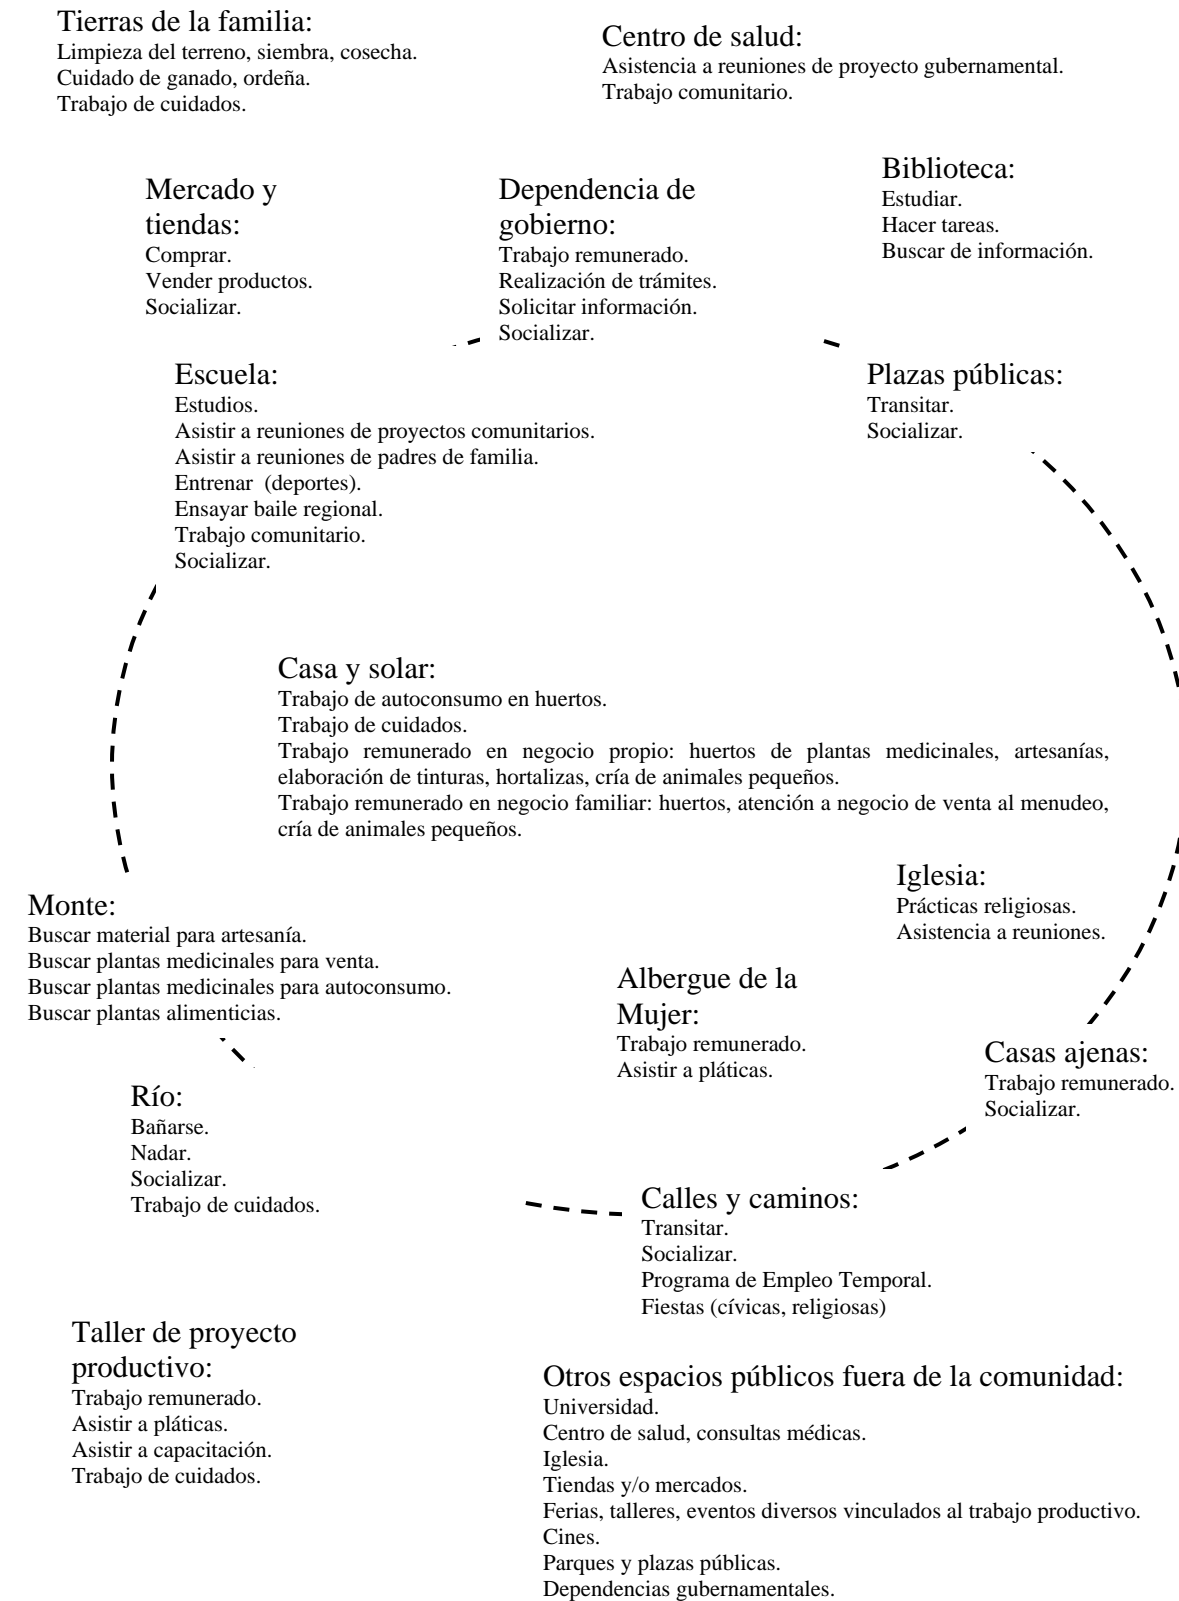 Tierras de la familia:
Limpieza del terreno, siembra, cosecha.
Cuidado de ganado, ordeña.
Trabajo de cuidados.
Centro de salud:
Asistencia a reuniones de proyecto gubernamental.
Trabajo comunitario.
Mercado y
tiendas:
Comprar.
Vender productos.
Socializar.
Dependencia de
gobierno:
Trabajo remunerado.
Realización de trámites.
Solicitar información.
Socializar.
Biblioteca:
Estudiar.
Hacer tareas.
Buscar de información.
Escuela:
Estudios.
Asistir a reuniones de proyectos comunitarios.
Asistir a reuniones de padres de familia.
Entrenar  (deportes).
Ensayar baile regional.
Trabajo comunitario.
Socializar.
Plazas públicas:
Transitar.
Socializar.
Casa y solar:
Trabajo de autoconsumo en huertos.
Trabajo de cuidados.
Trabajo remunerado en negocio propio: huertos de plantas medicinales, artesanías,
elaboración de tinturas, hortalizas, cría de animales pequeños.
Trabajo remunerado en negocio familiar: huertos, atención a negocio de venta al menudeo,
cría de animales pequeños.
Iglesia:
Prácticas religiosas.
Asistencia a reuniones.
Monte:
Buscar material para artesanía.
Buscar plantas medicinales para venta.
Buscar plantas medicinales para autoconsumo.
Buscar plantas alimenticias.
Albergue de la
Mujer:
Trabajo remunerado.
Asistir a pláticas.
Casas ajenas:
Trabajo remunerado.
Socializar.
Río:
Bañarse.
Nadar.
Socializar.
Trabajo de cuidados.
Calles y caminos:
Transitar.
Socializar.
Programa de Empleo Temporal.
Fiestas (cívicas, religiosas)
Taller de proyecto
productivo:
Trabajo remunerado.
Asistir a pláticas.
Asistir a capacitación.
Trabajo de cuidados.
Otros espacios públicos fuera de la comunidad:
Universidad.
Centro de salud, consultas médicas.
Iglesia.
Tiendas y/o mercados.
Ferias, talleres, eventos diversos vinculados al trabajo productivo.
Cines.
Parques y plazas públicas.
Dependencias gubernamentales.